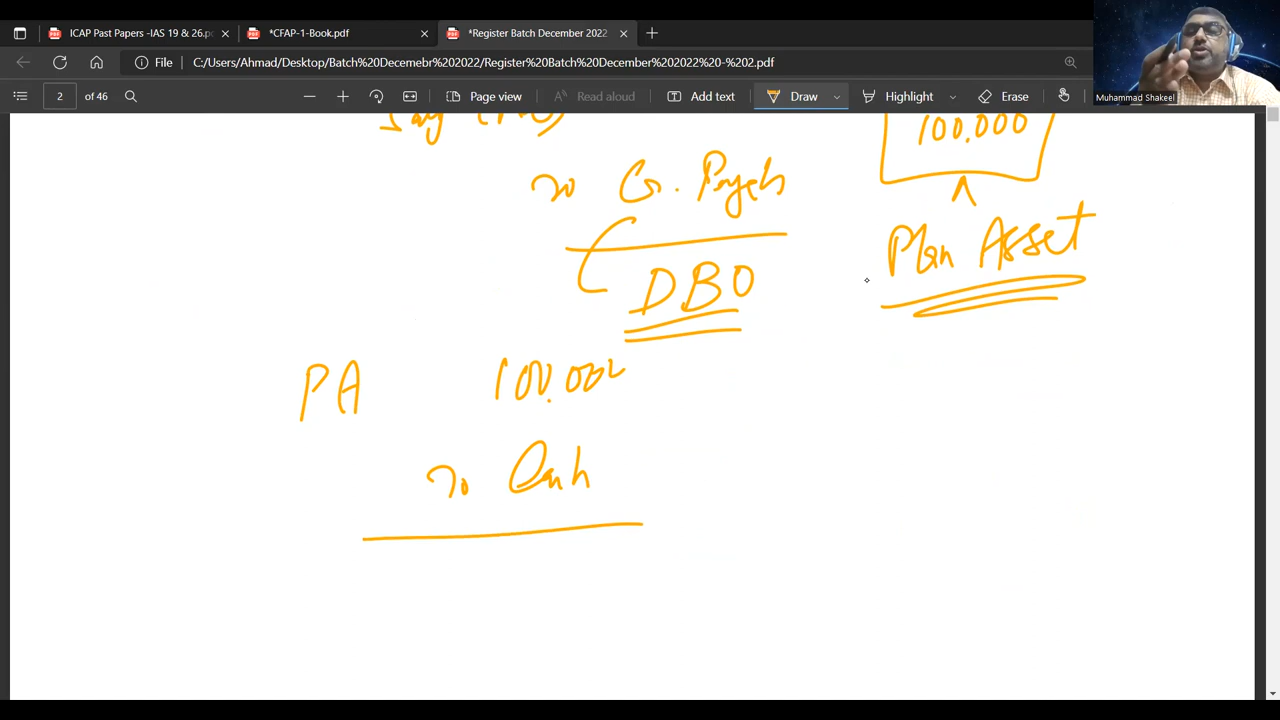 ICAP Past Papers -IAS 19 & 26.p
*CFAP-1-Book.pdf
*Register Batch December 2022
File
C:/Users/Ahmad/Desktop/Batch%20Decemebr%202022/Register%20Batch%20December%202022%20-%202.pdf
2 of 46
Page view
Read aloud
Add text
Draw
Highlight
Erase
Muhammad Shakeel
100.000
To Gr. Payab
Plan Asset
DBO
PA 100.000
To Cash